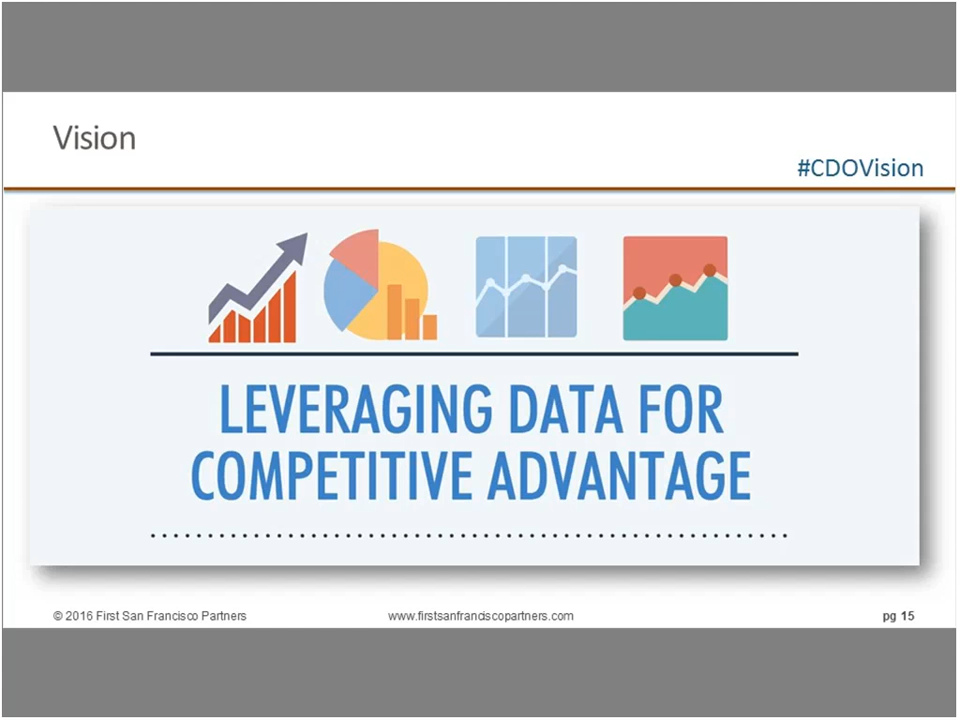 Vision
#CDOVision
LEVERAGING DATA FOR
COMPETITIVE ADVANTAGE
© 2016 First San Francisco Partners
www.firstsanfranciscopartners.com
pg 15